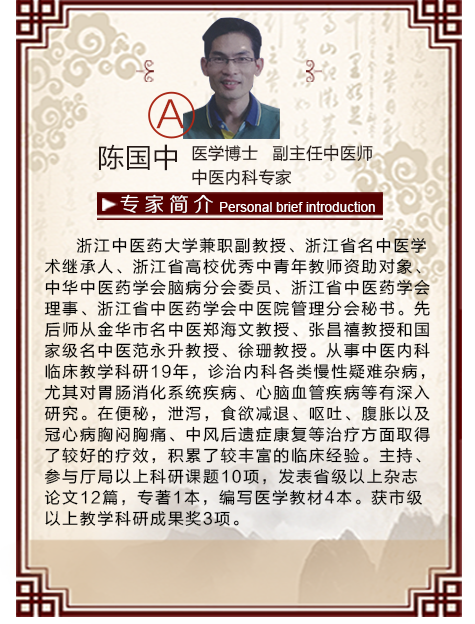 A
陈国中 医学博士 副主任中医师
中医内科专家
专家简介 Personal brief introduction
浙江中医药大学兼职副教授、浙江省名中医学
术继承人、浙江省高校优秀中青年教师资助对象、
中华中医药学会脑病分会委员、浙江省中医药学会
理事、浙江省中医药学会中医院管理分会秘书。先
后师从金华市名中医郑海文教授、张昌禧教授和国
家级名中医范永升教授、徐珊教授。从事中医内科
临床教学科研19年，诊治内科各类慢性疑难杂病，
尤其对胃肠消化系统疾病、心脑血管疾病等有深入
研究。在便秘，泄泻，食欲减退、呕吐、腹胀以及
冠心病胸闷胸痛、中风后遗症康复等治疗方面取得
了较好的疗效，积累了较丰富的临床经验。主持、
参与厅局以上科研课题10项，发表省级以上杂志
论文12篇，专著1本，编写医学教材4本。获市级
以上教学科研成果奖3项。